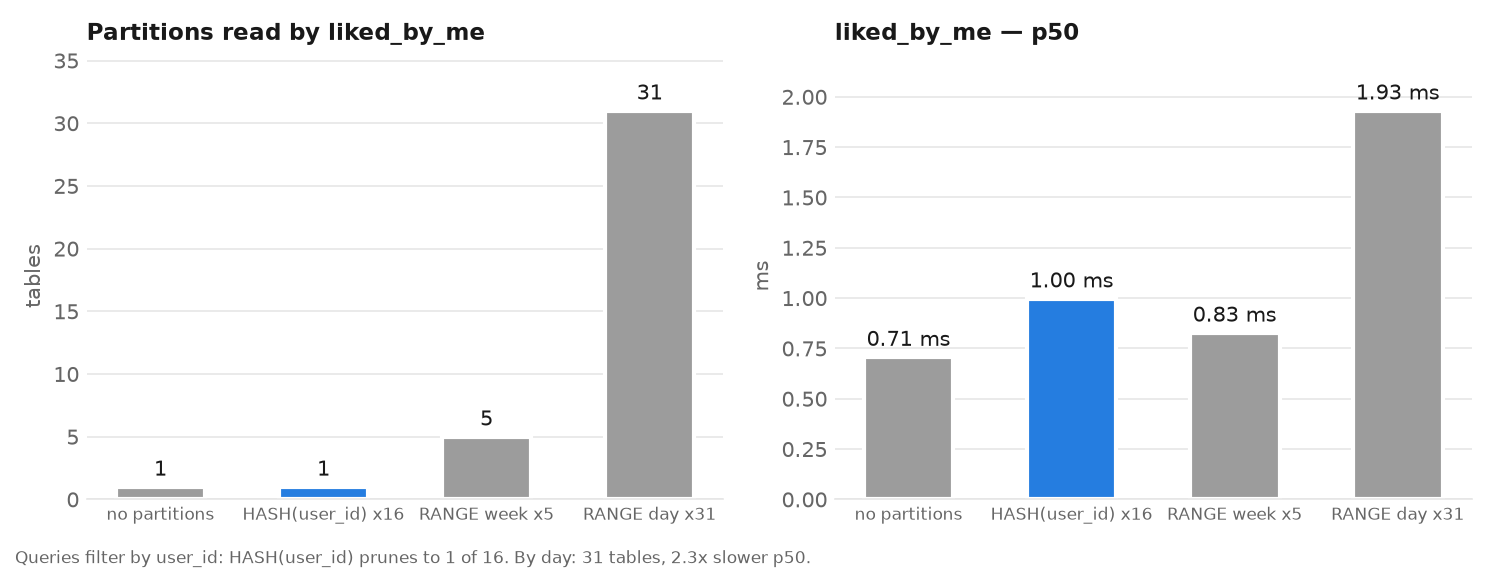 Partitions read by liked_by_me
35
30
25
20
15
10
5
0
tables
1
1
5
31
no partitions
HASH(user_id) x16
RANGE week x5
RANGE day x31
liked_by_me — p50
2.00
1.75
1.50
1.25
1.00
0.75
0.50
0.25
0.00
ms
0.71 ms
1.00 ms
0.83 ms
1.93 ms
no partitions
HASH(user_id) x16
RANGE week x5
RANGE day x31
Queries filter by user_id: HASH(user_id) prunes to 1 of 16. By day: 31 tables, 2.3x slower p50.